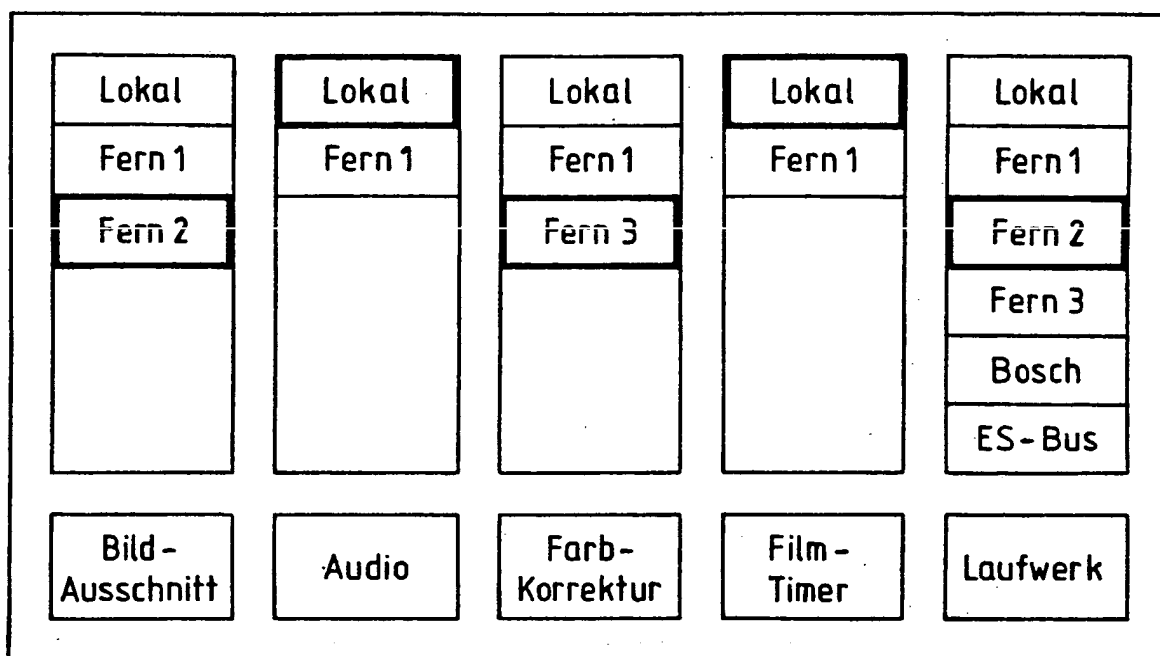 Lokal Lokal Lokal Lokal Lokal
Fern 1 Fern 1 Fern 1 Fern 1 Fern 1
Fern 2 Fern 3 Fern 2
Fern 3
Bosch
ES-Bus
Bild- Farb- Film-
Ausschnitt Audio Korrektur Timer Laufwerk